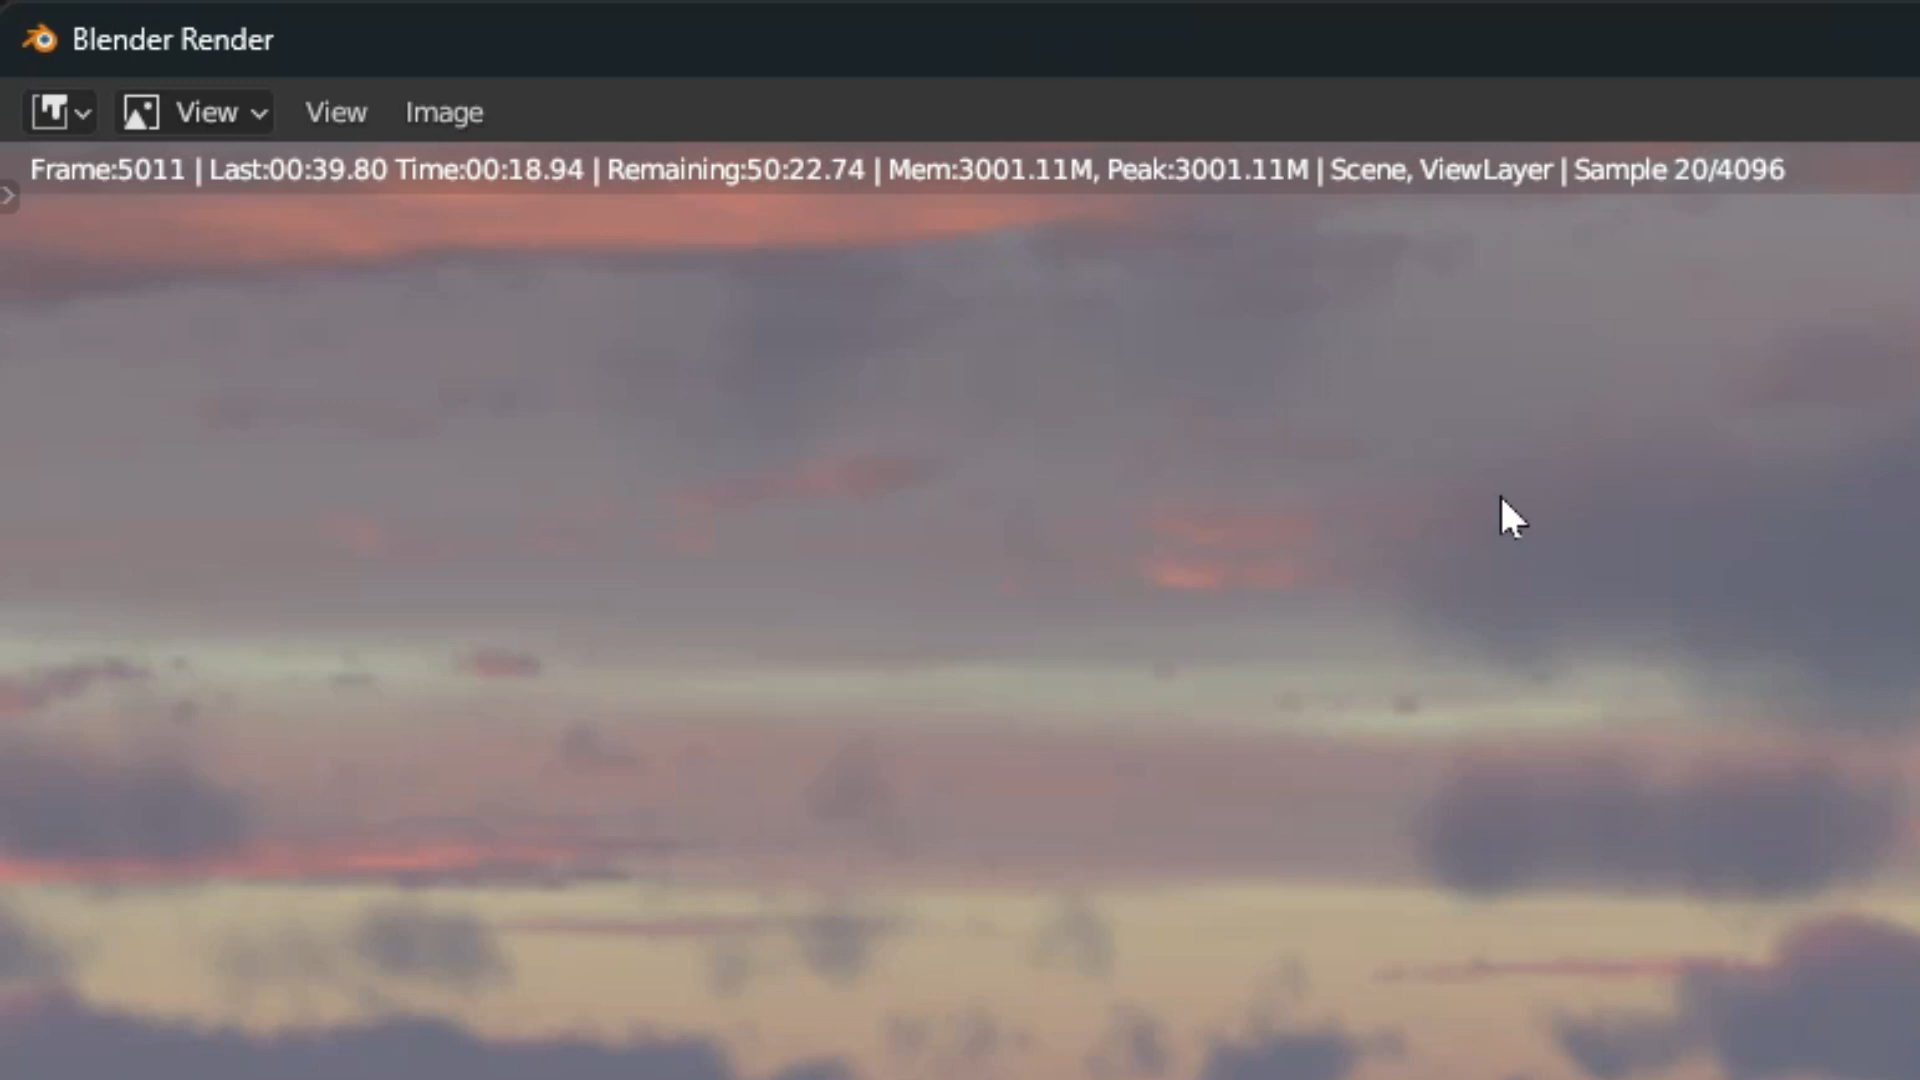 Blender Render
View View Image
Frame:5011 | Last:00:39.80 Time:00:18.94 | Remaining:50:22.74 | Mem:3001.11M, Peak:3001.11M | Scene, ViewLayer | Sample 20/4096